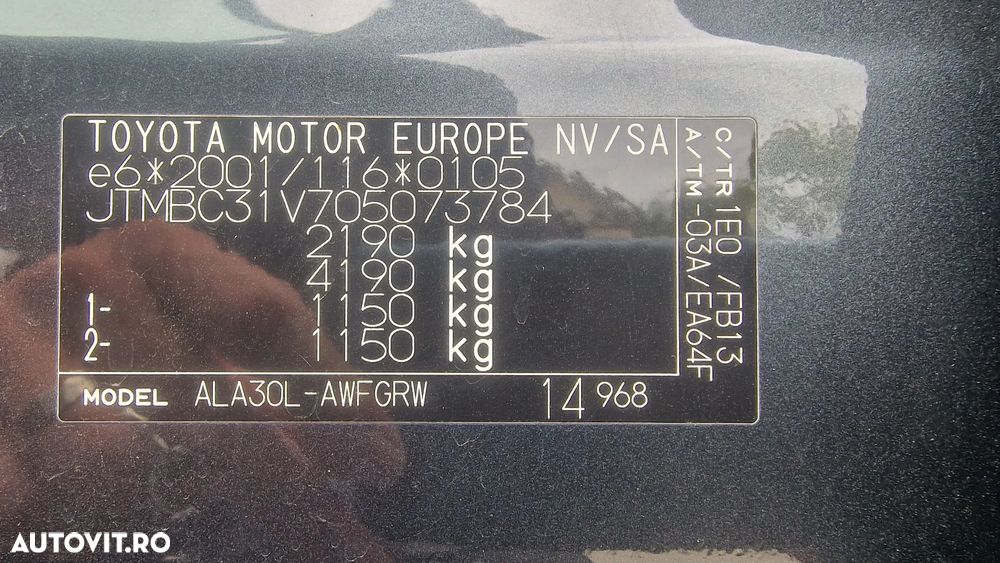 TOYOTA MOTOR EUROPE NV/SA
e6*2001/116*0105
JTMBC31V705073784
2190 kg
4190 kg
1- 1150 kg
2- 1150 kg
C/TR 1E0 /FB13
A/TM -03A/EA64F
MODEL ALA30L-AWFGRW 14 968
AUTOVIT.RO